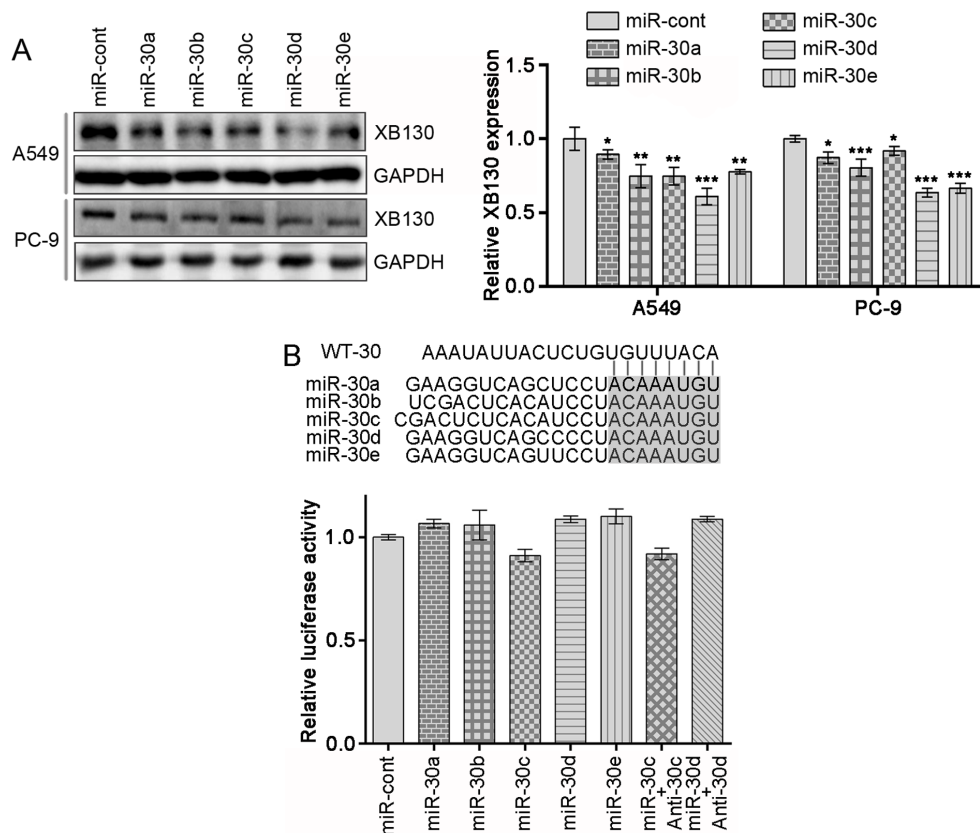 A
miR-cont
miR-30a
miR-30b
miR-30c
miR-30d
miR-30e
A549
XB130
GAPDH
PC-9
XB130
GAPDH
miR-cont
miR-30a
miR-30b
miR-30c
miR-30d
miR-30e
Relative XB130 expression
1.5
1.0
0.5
0.0
* ** ** *** **
* *** * *** ***
A549
PC-9
B
WT-30 AAAUAUUACUCUGUGUUUACA
miR-30a GAAGGUCAGCUCCUACAAAUGU
miR-30b UCGACUCACAUCCUACAAAUGU
miR-30c CGACUCUCACAUCCUACAAAUGU
miR-30d GAAGGUCAGCCCCUACAAAUGU
miR-30e GAAGGUCAGUUCCUACAAAUGU
Relative luciferase activity
1.0
0.5
0.0
miR-cont
miR-30a
miR-30b
miR-30c
miR-30d
miR-30e
miR-30c
+
Anti-30c
miR-30d
+
Anti-30d